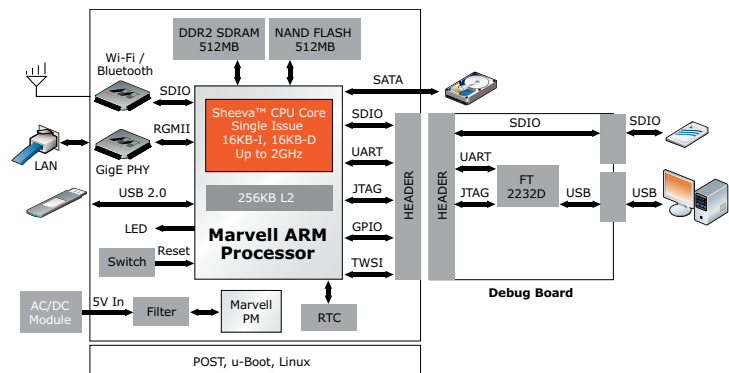 DDR2 SDRAM
512MB
NAND FLASH
512MB
Wi-Fi /
Bluetooth
SDIO
SATA
Sheeva™ CPU Core
Single Issue
16KB-I, 16KB-D
Up to 2GHz
SDIO
SDIO
SDIO
RGMII
LAN
GigE PHY
UART
UART
FT
2232D
HEADER
HEADER
USB 2.0
256KB L2
JTAG
JTAG
USB
USB
LED
Marvell ARM
Processor
GPIO
Switch
Reset
TWSI
Debug Board
AC/DC
Module
5V In
Filter
Marvell
PM
RTC
POST, u-Boot, Linux